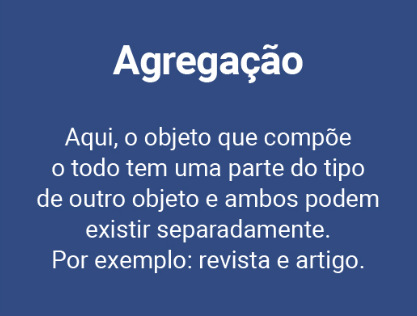 Agregação
Aqui, o objeto que compõe
o todo tem uma parte do tipo
de outro objeto e ambos podem
existir separadamente.
Por exemplo: revista e artigo.